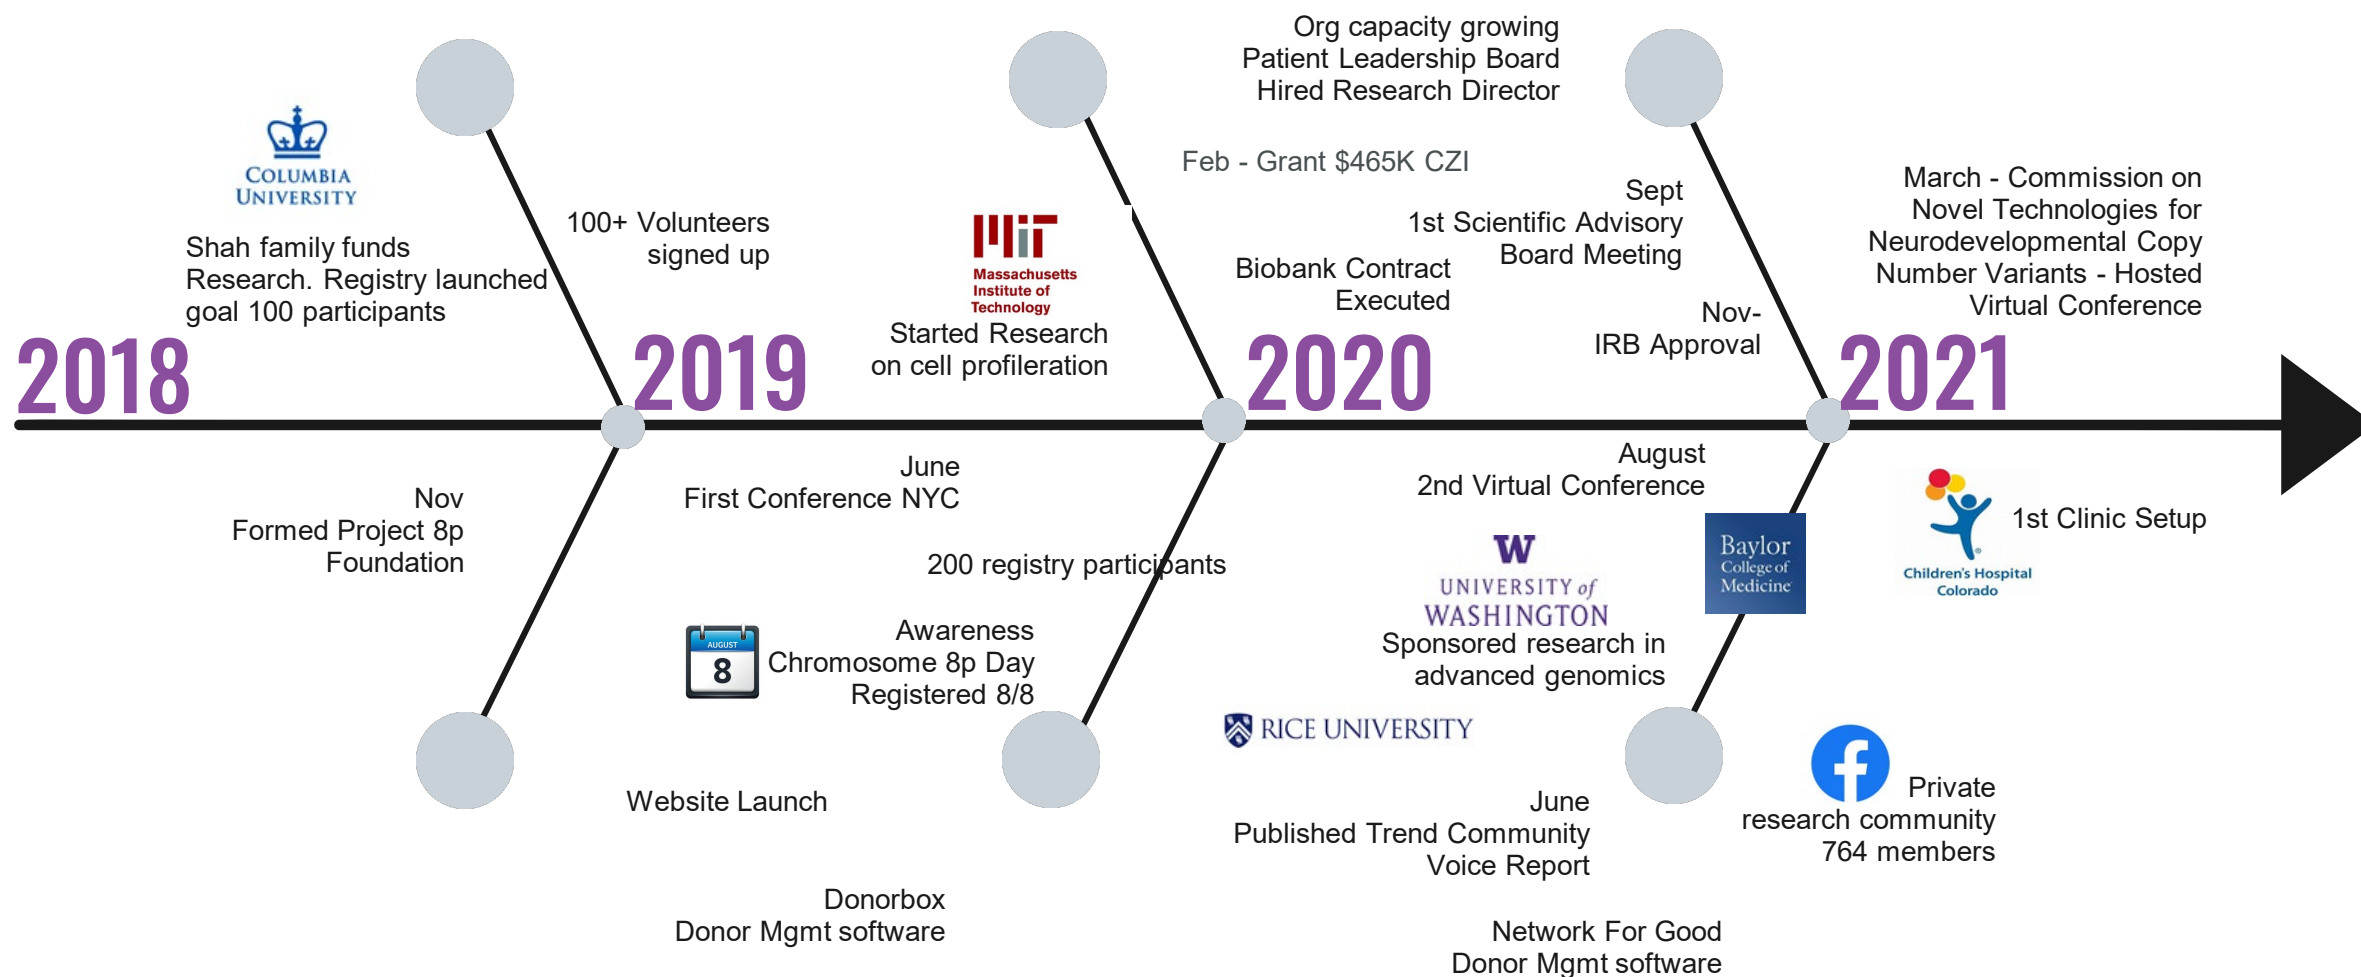 COLUMBIA
UNIVERSITY
Shah family funds
Research. Registry launched
goal 100 participants
2018
Nov
Formed Project 8p
Foundation
100+ Volunteers
signed up
MIT
Massachusetts
Institute of
Technology
Started Research
on cell profileration
2019
June
First Conference NYC
200 registry participants
AUGUST
8
Awareness
Chromosome 8p Day
Registered 8/8
Website Launch
Donorbox
Donor Mgmt software
Org capacity growing
Patient Leadership Board
Hired Research Director
Feb - Grant $465K CZI
Sept
1st Scientific Advisory
Board Meeting
Biobank Contract
Executed
Nov-
IRB Approval
2020
August
2nd Virtual Conference
W
UNIVERSITY of
WASHINGTON
Baylor
College of
Medicine
Sponsored research in
advanced genomics
RICE UNIVERSITY
June
Published Trend Community
Voice Report
Network For Good
Donor Mgmt software
March - Commission on
Novel Technologies for
Neurodevelopmental Copy
Number Variants - Hosted
Virtual Conference
2021
Children's Hospital
Colorado
1st Clinic Setup
f
Private
research community
764 members